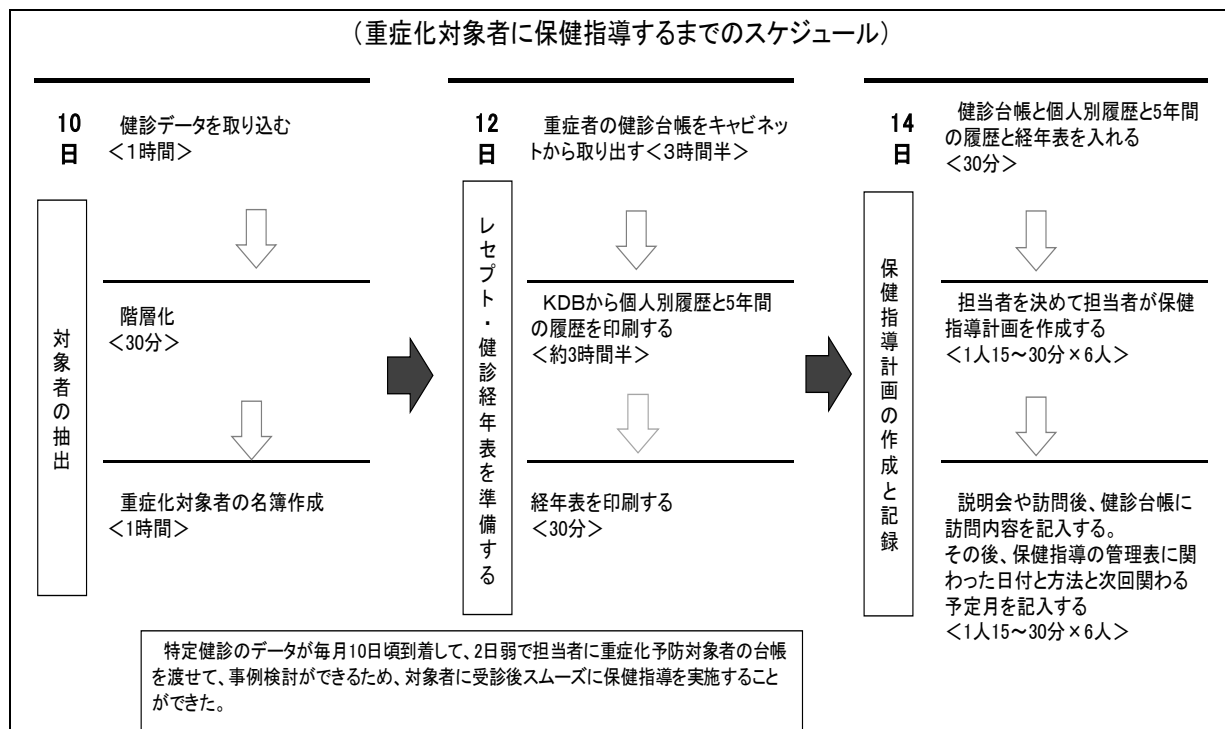 (重症化対象者に保健指導するまでのスケジュール)
10日
健診データを取り込む
<1時間>
対象者の抽出
階層化
<30分>
重症化対象者の名簿作成
<1時間>
12日
重症者の健診台帳をキャビネッ
トから取り出す<3時間半>
レセプト・健診経年表を準備する
KDBから個人別履歴と5年間
の履歴を印刷する
<約3時間半>
経年表を印刷する
<30分>
14日
健診台帳と個人別履歴と5年間
の履歴と経年表を入れる
<30分>
保健指導計画の作成と記録
担当者を決めて担当者が保健
指導計画を作成する
<1人15~30分×6人>
説明会や訪問後、健診台帳に
訪問内容を記入する。
その後、保健指導の管理表に関
わった日付と方法と次回関わる
予定月を記入する
<1人15~30分×6人>
特定健診のデータが毎月10日頃到着して、2日弱で担当者に重症化予防対象者の台帳
を渡せて、事例検討ができるため、対象者に受診後スムーズに保健指導を実施すること
ができた。